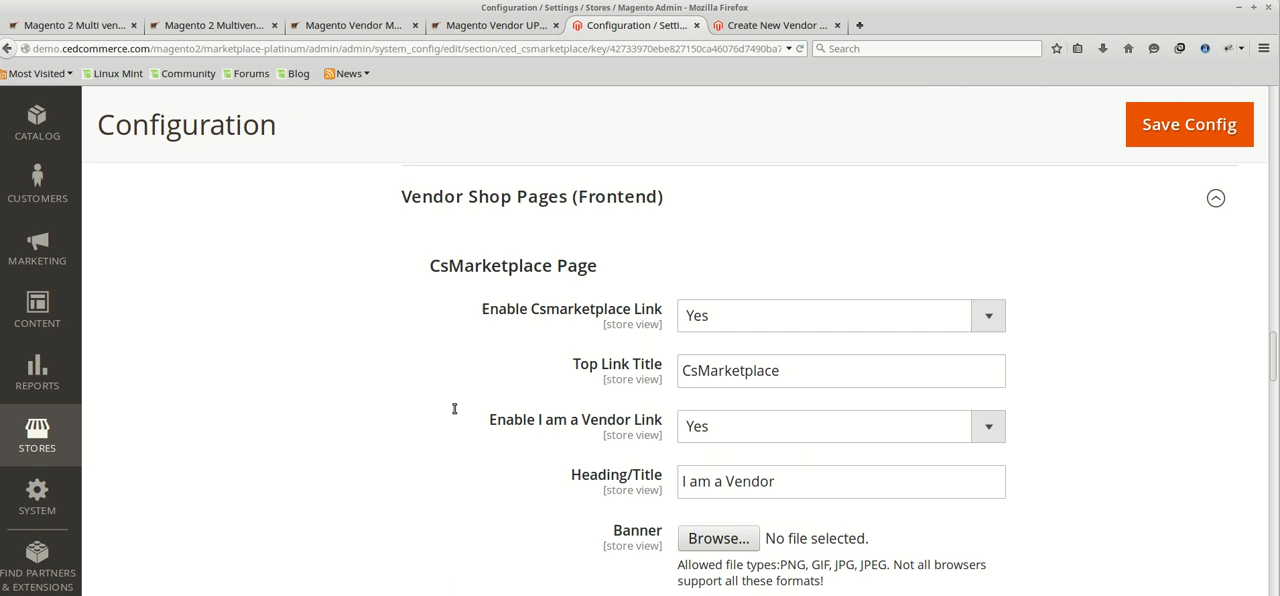 Configuration / Settings / Stores / Magento Admin - Mozilla Firefox
Magento 2 Multi ven... × Magento 2 Multiven... × Magento Vendor M... × Magento Vendor UP... × Configuration / Setti... × Create New Vendor ... ×
demo.cedcommerce.com/magento2/marketplace-platinum/admin/admin/system_config/edit/section/ced_csmarketplace/key/42733970ebe827150ca46076d7490ba7 Search
Most Visited Linux Mint Community Forums Blog News
CATALOG
CUSTOMERS
MARKETING
CONTENT
REPORTS
STORES
SYSTEM
FIND PARTNERS
& EXTENSIONS
Configuration
Save Config
Vendor Shop Pages (Frontend)
CsMarketplace Page
Enable Csmarketplace Link Yes
[store view]
Top Link Title CsMarketplace
[store view]
Enable I am a Vendor Link Yes
[store view]
Heading/Title I am a Vendor
[store view]
Banner Browse... No file selected.
[store view]
Allowed file types:PNG, GIF, JPG, JPEG. Not all browsers
support all these formats!